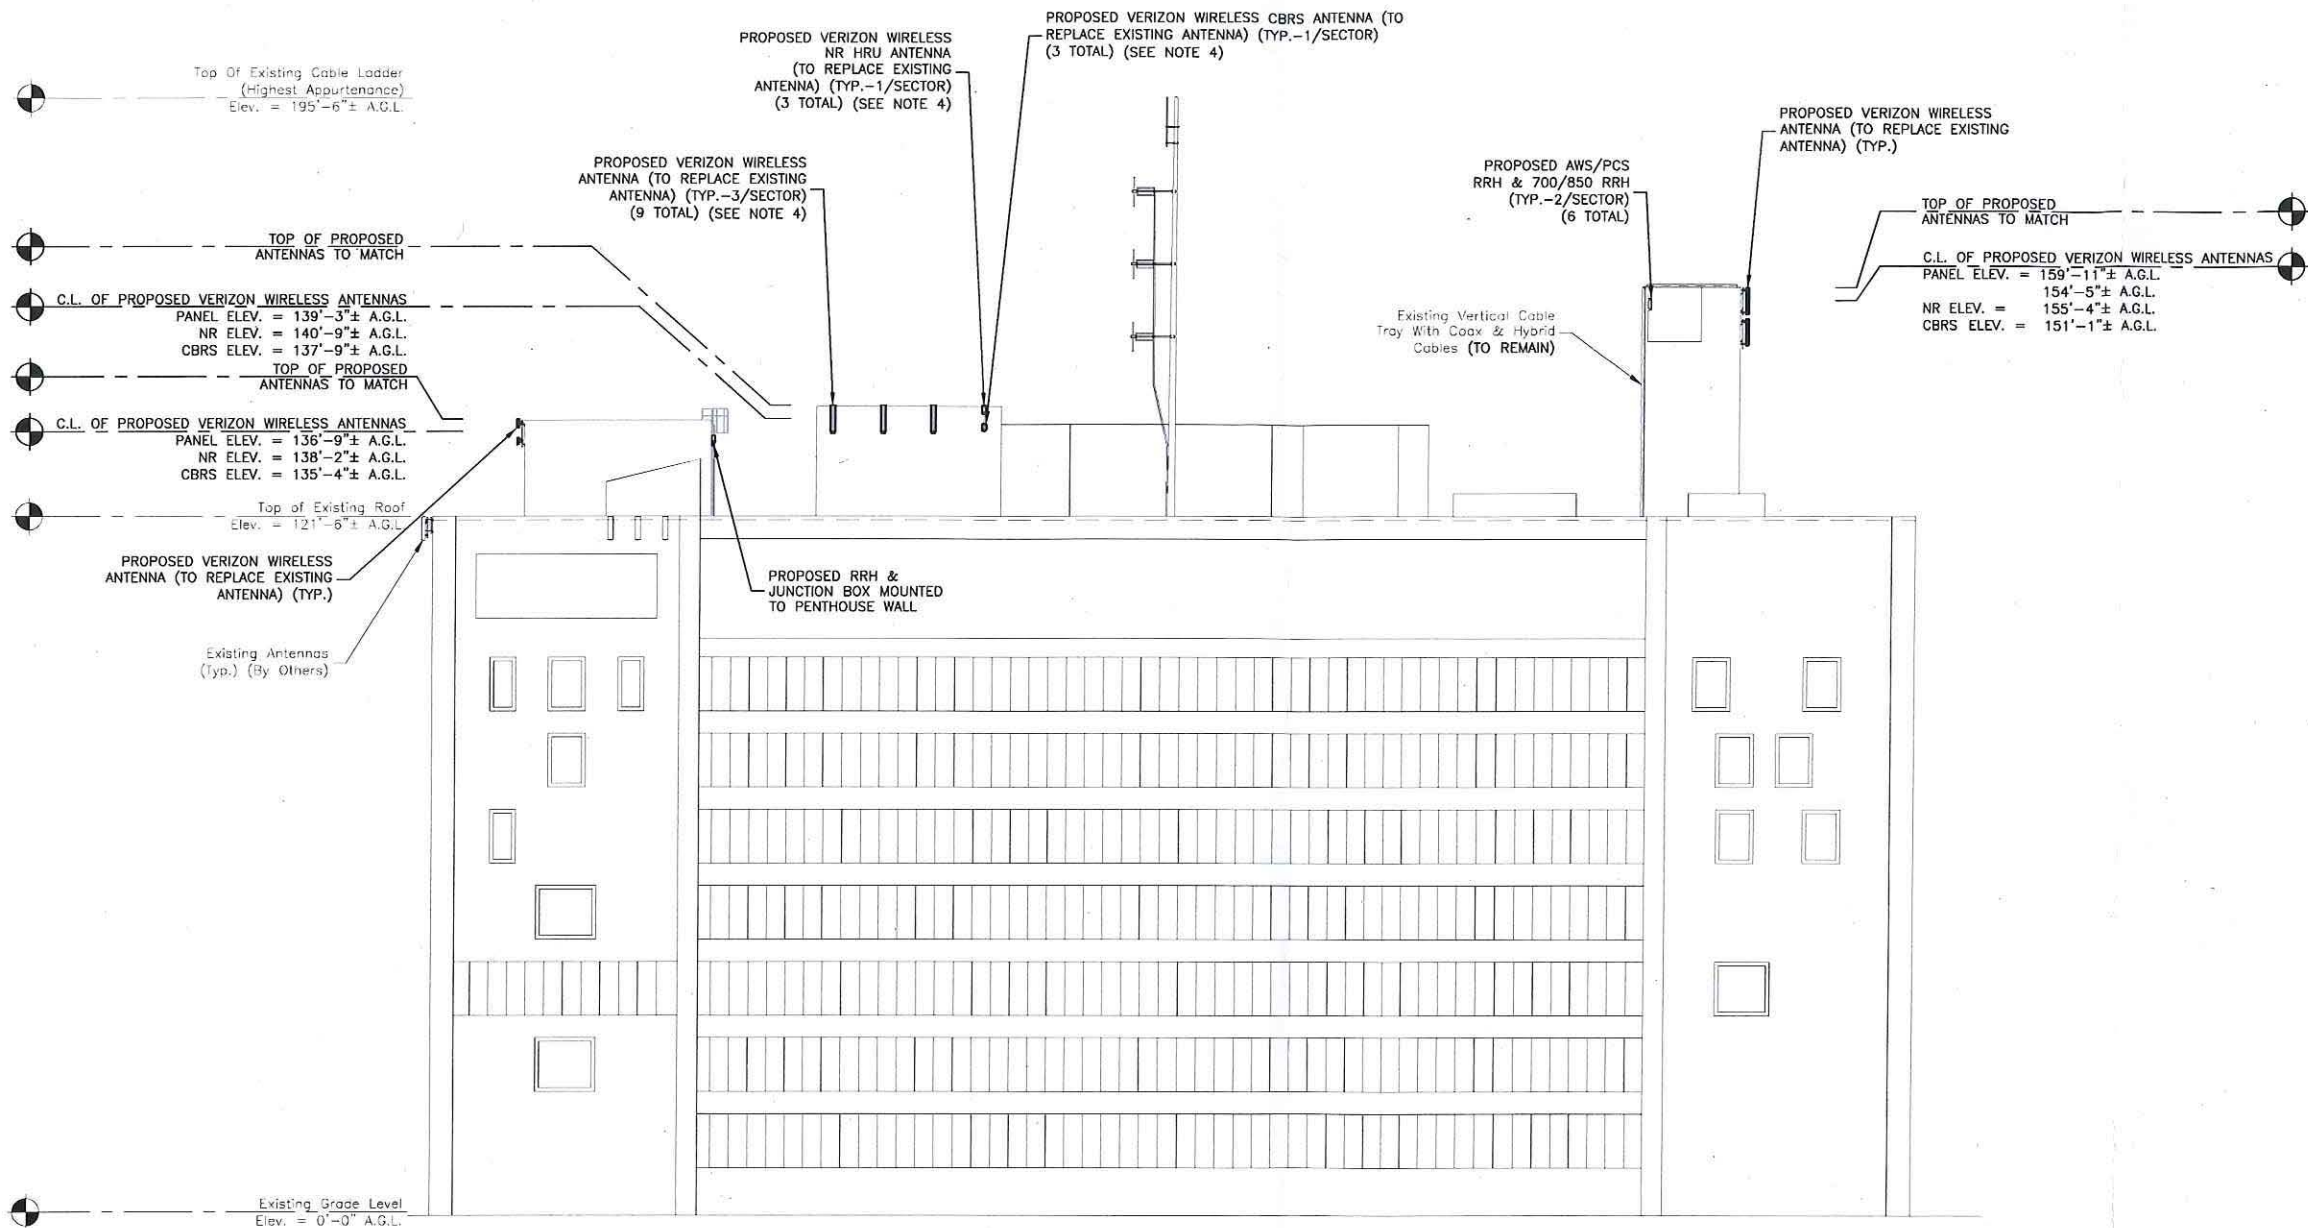 PROPOSED VERIZON WIRELESS CBRS ANTENNA (TO
REPLACE EXISTING ANTENNA) (TYP.-1/SECTOR)
(3 TOTAL) (SEE NOTE 4)
PROPOSED VERIZON WIRELESS
NR HRU ANTENNA
(TO REPLACE EXISTING
ANTENNA) (TYP.-1/SECTOR)
(3 TOTAL) (SEE NOTE 4)
Top Of Existing Cable Ladder
(Highest Appurtenance)
Elev. = 195'-6"± A.G.L.
PROPOSED VERIZON WIRELESS
ANTENNA (TO REPLACE EXISTING
ANTENNA) (TYP.)
PROPOSED VERIZON WIRELESS
ANTENNA (TO REPLACE EXISTING
ANTENNA) (TYP.-3/SECTOR)
(9 TOTAL) (SEE NOTE 4)
PROPOSED AWS/PCS
RRH & 700/850 RRH
(TYP.-2/SECTOR)
(6 TOTAL)
TOP OF PROPOSED
ANTENNAS TO MATCH
C.L. OF PROPOSED VERIZON WIRELESS ANTENNAS
PANEL ELEV. = 159'-11"± A.G.L.
154'-5"± A.G.L.
NR ELEV. = 155'-4"± A.G.L.
CBRS ELEV. = 151'-1"± A.G.L.
TOP OF PROPOSED
ANTENNAS TO MATCH
C.L. OF PROPOSED VERIZON WIRELESS ANTENNAS
PANEL ELEV. = 139'-3"± A.G.L.
NR ELEV. = 140'-9"± A.G.L.
CBRS ELEV. = 137'-9"± A.G.L.
Existing Vertical Cable
Tray With Coax & Hybrid
Cables (TO REMAIN)
TOP OF PROPOSED
ANTENNAS TO MATCH
C.L. OF PROPOSED VERIZON WIRELESS ANTENNAS
PANEL ELEV. = 136'-9"± A.G.L.
NR ELEV. = 138'-2"± A.G.L.
CBRS ELEV. = 135'-4"± A.G.L.
Top of Existing Roof
Elev. = 121'-6"± A.G.L.
PROPOSED VERIZON WIRELESS
ANTENNA (TO REPLACE EXISTING
ANTENNA) (TYP.)
PROPOSED RRH &
JUNCTION BOX MOUNTED
TO PENTHOUSE WALL
Existing Antennas
(Typ.) (By Others)
Existing Grade Level
Elev. = 0'-0" A.G.L.